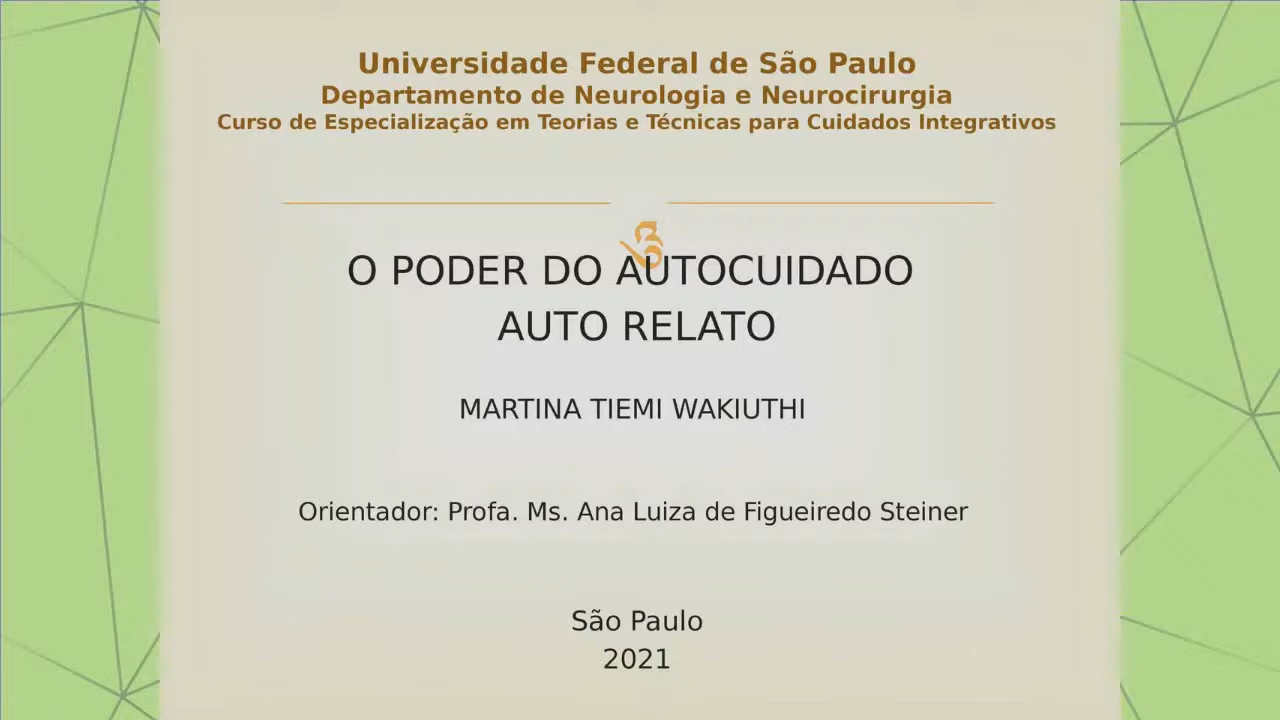 Universidade Federal de São Paulo
Departamento de Neurologia e Neurocirurgia
Curso de Especialização em Teorias e Técnicas para Cuidados Integrativos
O PODER DO AUTOCUIDADO
AUTO RELATO
MARTINA TIEMI WAKIUTHI
Orientador: Profa. Ms. Ana Luiza de Figueiredo Steiner
São Paulo
2021